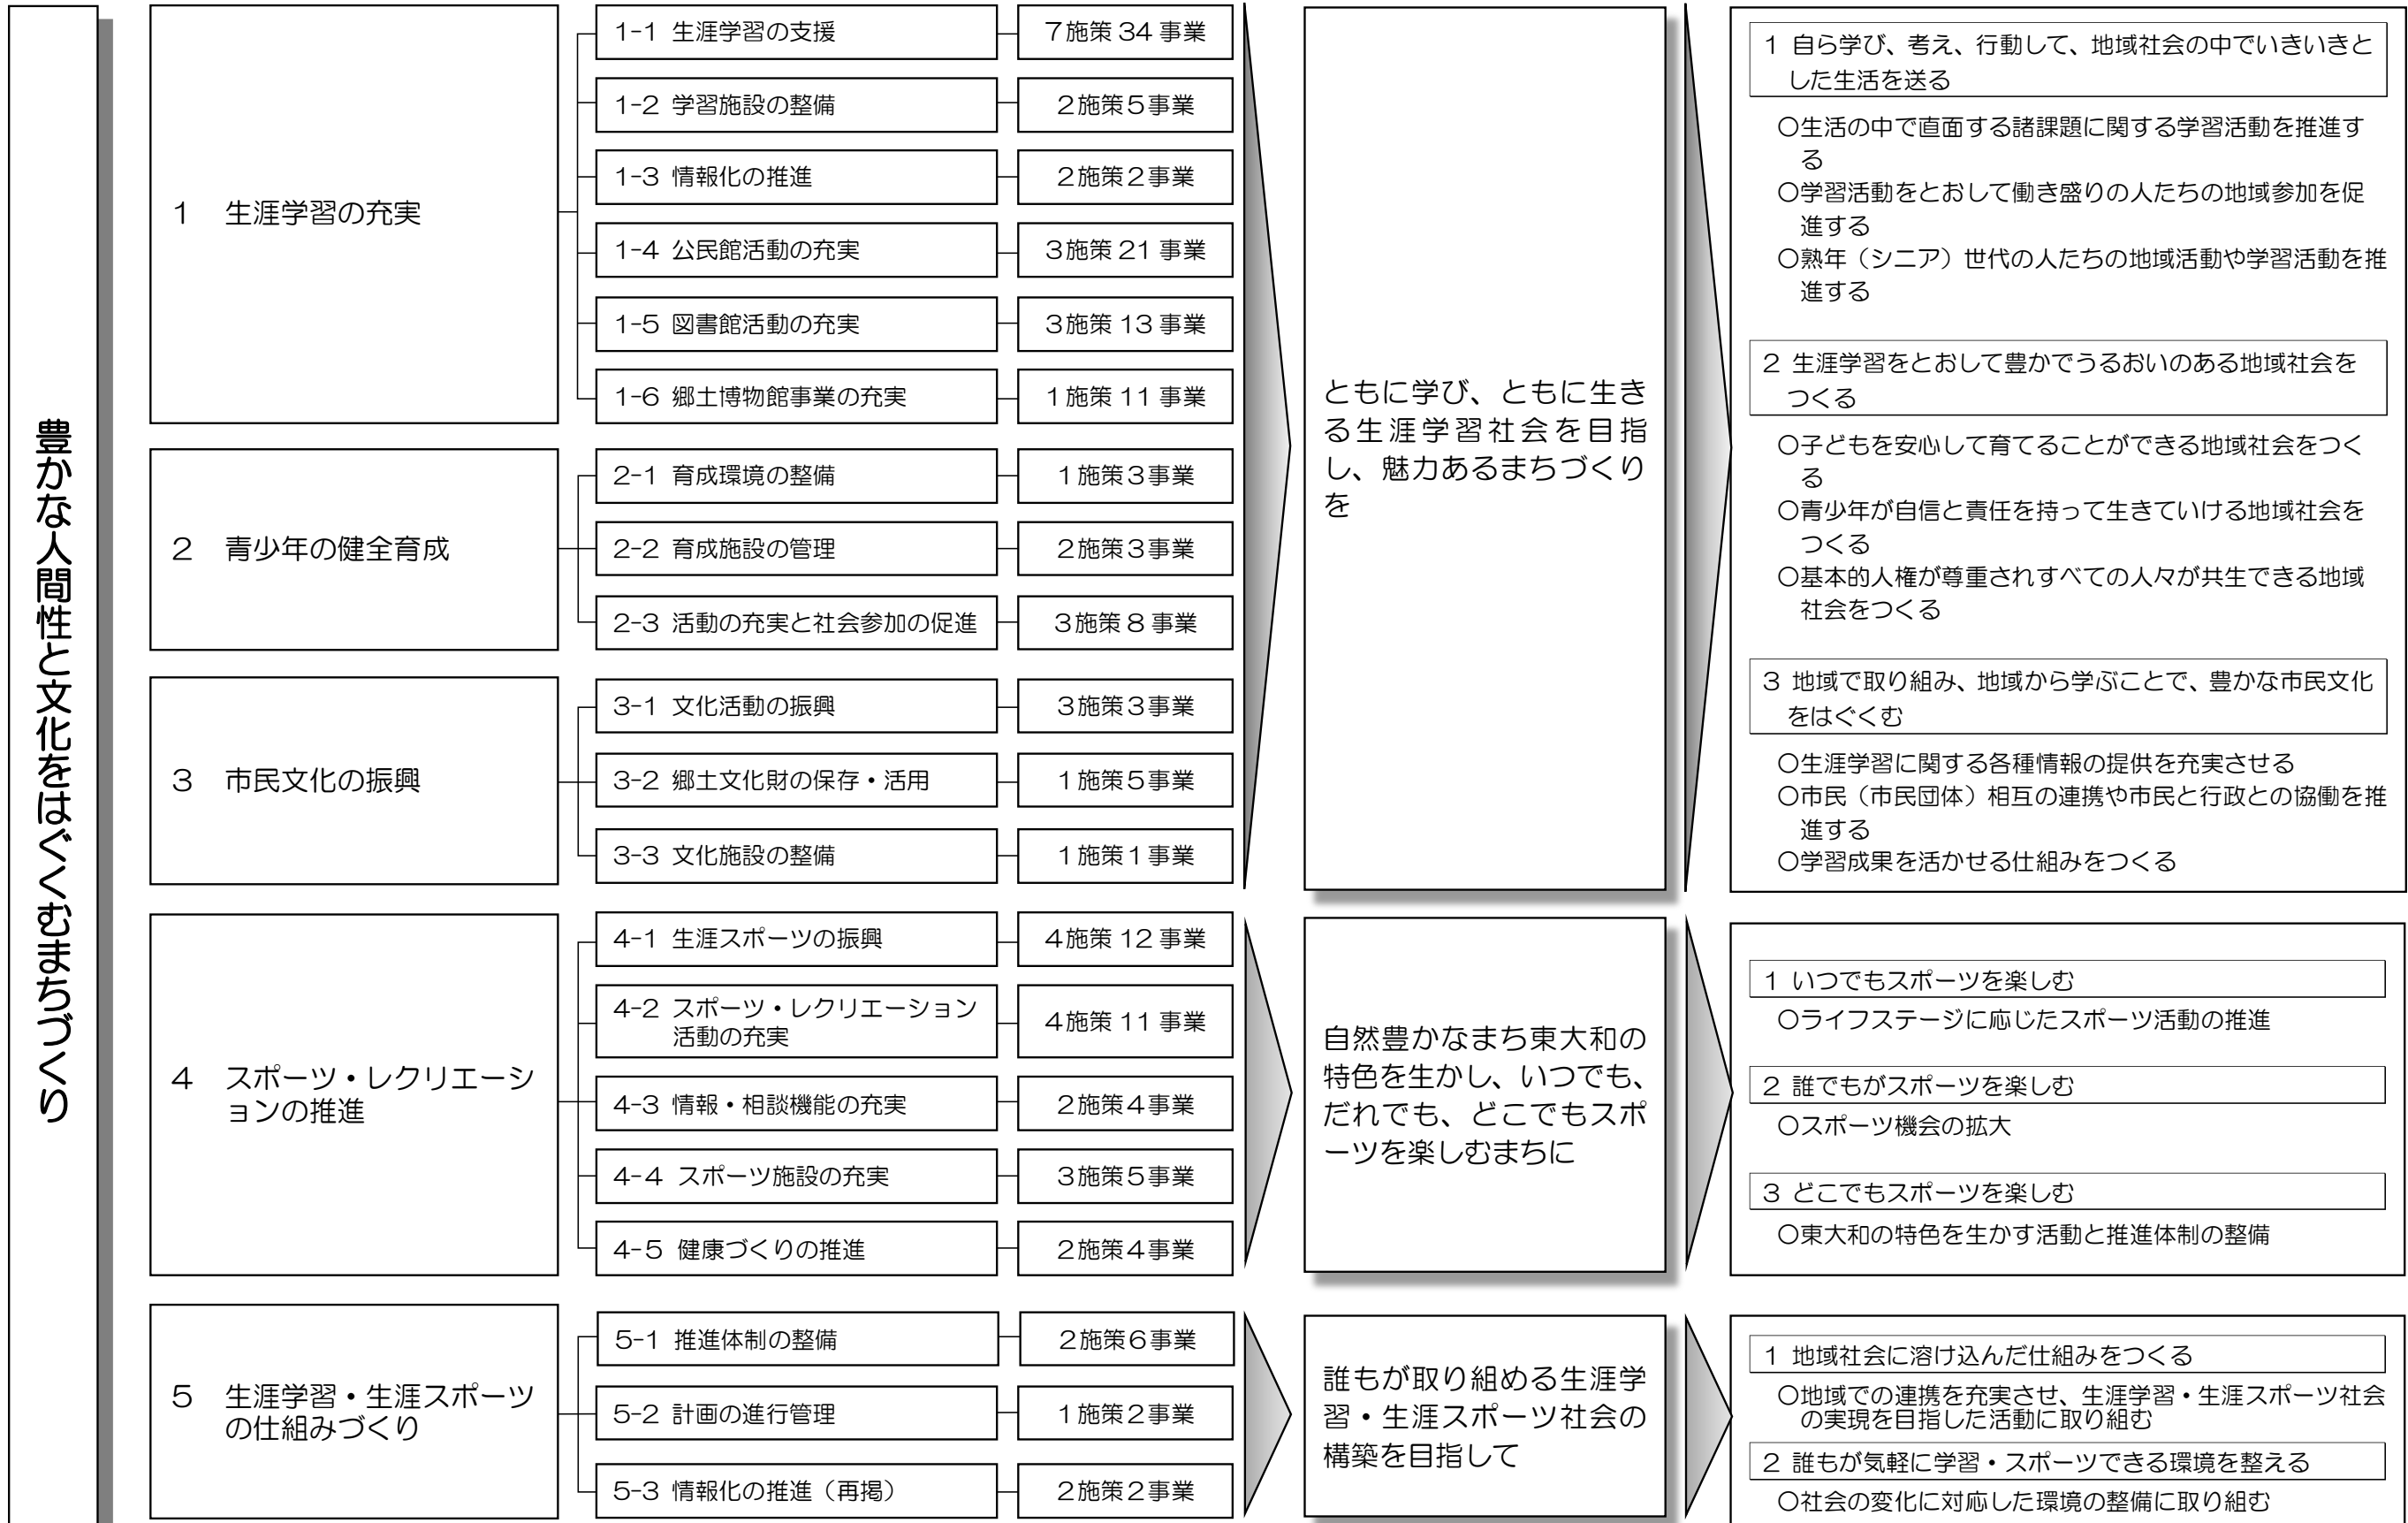 豊かな人間性と文化をはぐくむまちづくり
1 生涯学習の充実
1-1 生涯学習の支援
7施策 34 事業
1-2 学習施設の整備
2施策5事業
1-3 情報化の推進
2施策2事業
1-4 公民館活動の充実
3施策 21 事業
1-5 図書館活動の充実
3施策 13 事業
1-6 郷土博物館事業の充実
1施策 11 事業
2 青少年の健全育成
2-1 育成環境の整備
1施策3事業
2-2 育成施設の管理
2施策3事業
2-3 活動の充実と社会参加の促進
3施策8 事業
3 市民文化の振興
3-1 文化活動の振興
3施策3事業
3-2 郷土文化財の保存・活用
1施策5事業
3-3 文化施設の整備
1施策1事業
ともに学び、ともに生き
る生涯学習社会を目指
し、魅力あるまちづくり
を
1 自ら学び、考え、行動して、地域社会の中でいきいきと
した生活を送る
○生活の中で直面する諸課題に関する学習活動を推進す
る
○学習活動をとおして働き盛りの人たちの地域参加を促
進する
○熟年（シニア）世代の人たちの地域活動や学習活動を推
進する
2 生涯学習をとおして豊かでうるおいのある地域社会を
つくる
○子どもを安心して育てることができる地域社会をつく
る
○青少年が自信と責任を持って生きていける地域社会を
つくる
○基本的人権が尊重されすべての人々が共生できる地域
社会をつくる
3 地域で取り組み、地域から学ぶことで、豊かな市民文化
をはぐくむ
○生涯学習に関する各種情報の提供を充実させる
○市民（市民団体）相互の連携や市民と行政との協働を推
進する
○学習成果を活かせる仕組みをつくる
4 スポーツ・レクリエーシ
ョンの推進
4-1 生涯スポーツの振興
4施策 12 事業
4-2 スポーツ・レクリエーション
活動の充実
4施策 11 事業
4-3 情報・相談機能の充実
2施策4事業
4-4 スポーツ施設の充実
3施策5事業
4-5 健康づくりの推進
2施策4事業
自然豊かなまち東大和の
特色を生かし、いつでも、
だれでも、どこでもスポ
ーツを楽しむまちに
1 いつでもスポーツを楽しむ
○ライフステージに応じたスポーツ活動の推進
2 誰でもがスポーツを楽しむ
○スポーツ機会の拡大
3 どこでもスポーツを楽しむ
○東大和の特色を生かす活動と推進体制の整備
5 生涯学習・生涯スポーツ
の仕組みづくり
5-1 推進体制の整備
2施策6事業
5-2 計画の進行管理
1施策2事業
5-3 情報化の推進（再掲）
2施策2事業
誰もが取り組める生涯学
習・生涯スポーツ社会の
構築を目指して
1 地域社会に溶け込んだ仕組みをつくる
○地域での連携を充実させ、生涯学習・生涯スポーツ社会
の実現を目指した活動に取り組む
2 誰もが気軽に学習・スポーツできる環境を整える
○社会の変化に対応した環境の整備に取り組む